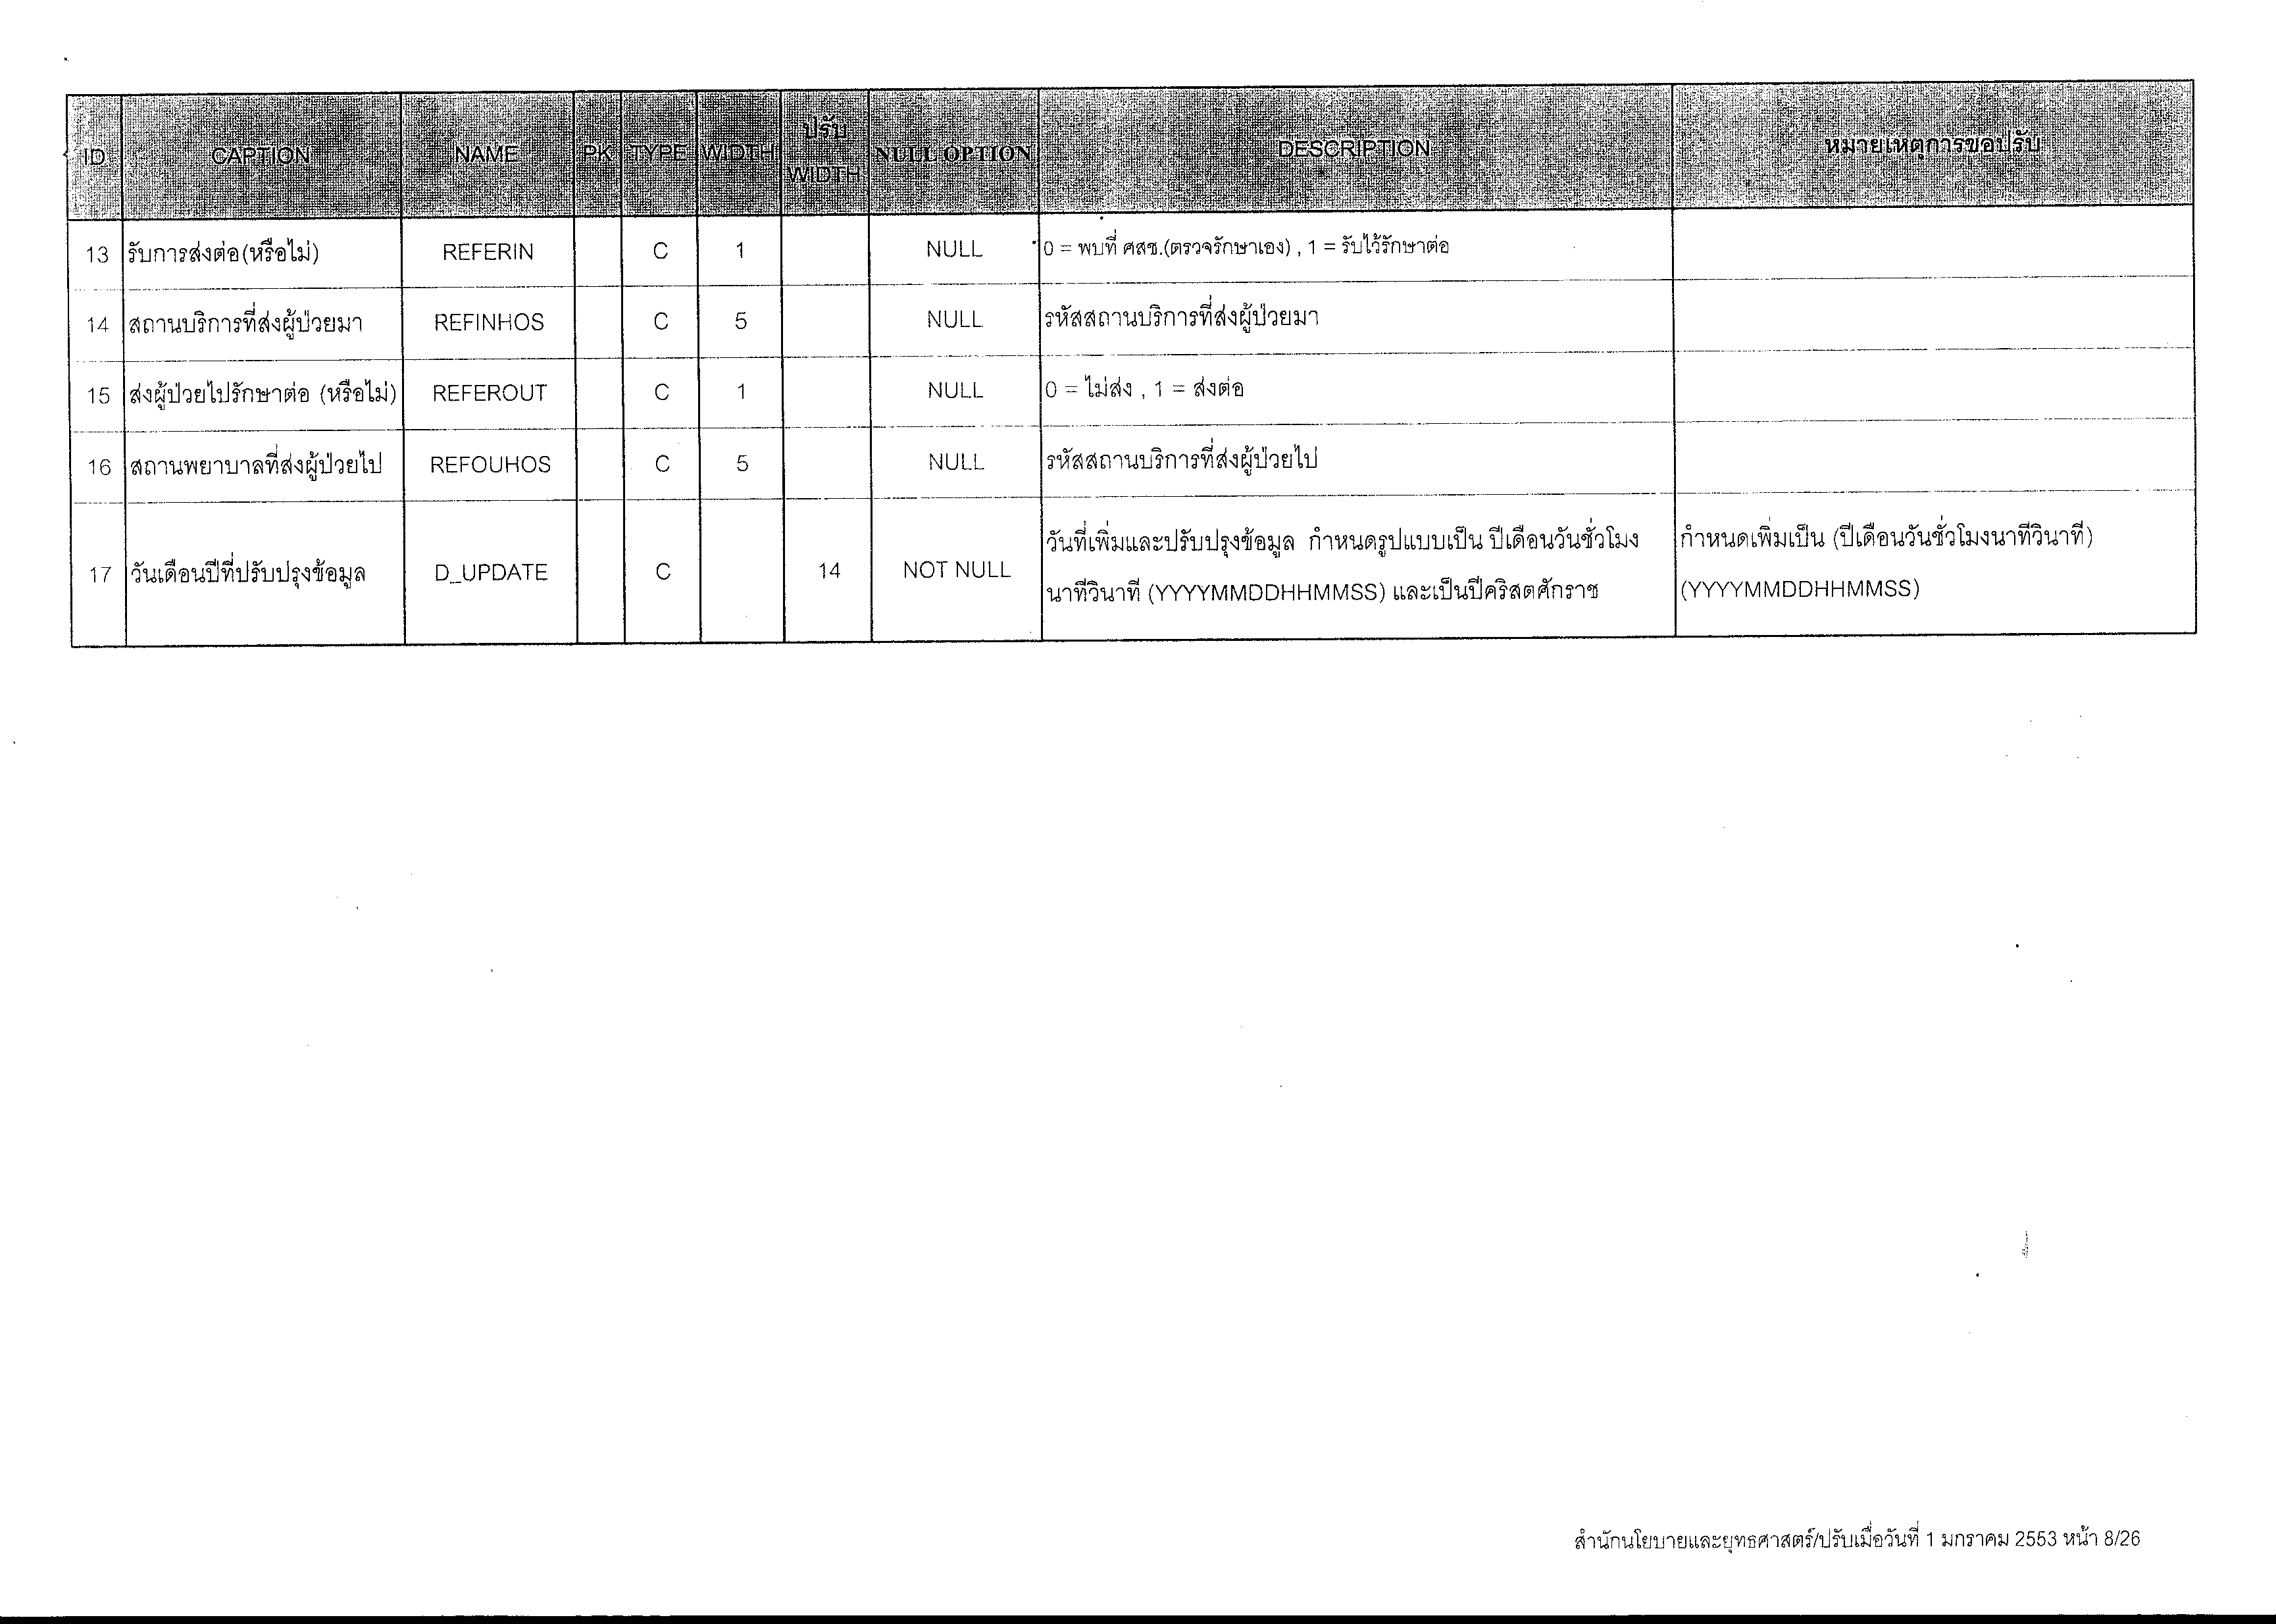 ID CAPTION NAME PK TYPE WIDTH ปรับ WIDTH NULL OPTION DESCRIPTION หมายเหตุการขอปรับ
13 รับการส่งต่อ(หรือไม่) REFERIN C 1 NULL 0 = พบที่ ศสช.(ตรวจรักษาเอง) , 1 = รับไว้รักษาต่อ
14 สถานบริการที่ส่งผู้ป่วยมา REFINHOS C 5 NULL รหัสสถานบริการที่ส่งผู้ป่วยมา
15 ส่งผู้ป่วยไปรักษาต่อ (หรือไม่) REFEROUT C 1 NULL 0 = ไม่ส่ง , 1 = ส่งต่อ
16 สถานพยาบาลที่ส่งผู้ป่วยไป REFOUHOS C 5 NULL รหัสสถานบริการที่ส่งผู้ป่วยไป
17 วันเดือนปีที่ปรับปรุงข้อมูล D_UPDATE C 14 NOT NULL วันที่เพิ่มและปรับปรุงข้อมูล กำหนดรูปแบบเป็น ปีเดือนวันชั่วโมง
นาทีวินาที (YYYYMMDDHHMMSS) และเป็นปีคริสตศักราช
กำหนดเพิ่มเป็น (ปีเดือนวันชั่วโมงนาทีวินาที)
(YYYYMMDDHHMMSS)
สำนักนโยบายและยุทธศาสตร์/ปรับเมื่อวันที่ 1 มกราคม 2553 หน้า 8/26